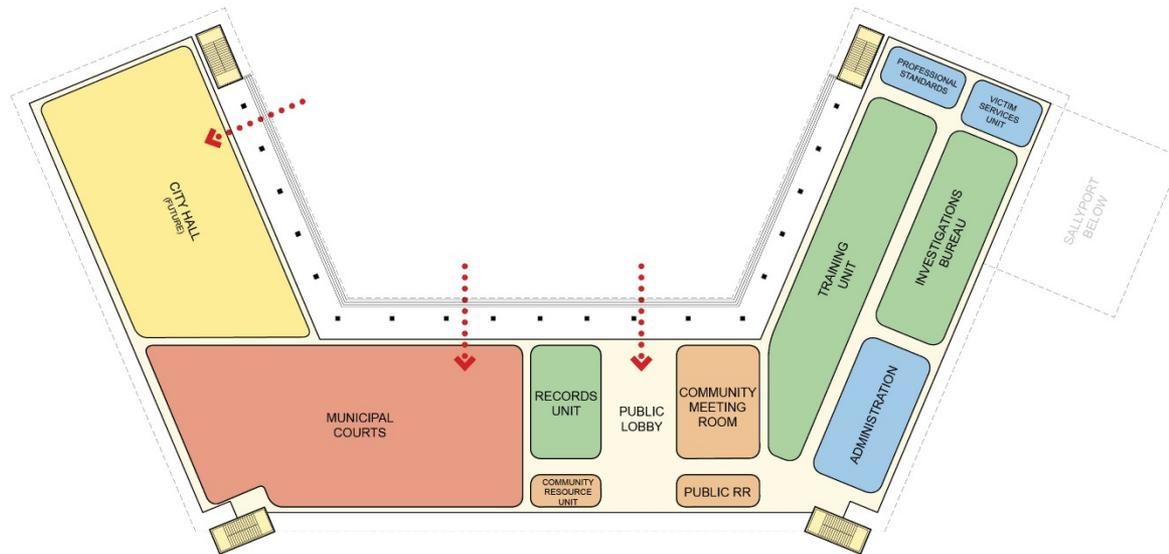 CITY HALL
(FUTURE)
MUNICIPAL
COURTS
RECORDS
UNIT
COMMUNITY
RESOURCE
UNIT
PUBLIC
LOBBY
COMMUNITY
MEETING
ROOM
PUBLIC RR
TRAINING
UNIT
PROFESSIONAL
STANDARDS
VICTIM
SERVICES
UNIT
INVESTIGATIONS
BUREAU
ADMINISTRATION
SALLYPORT
BELOW